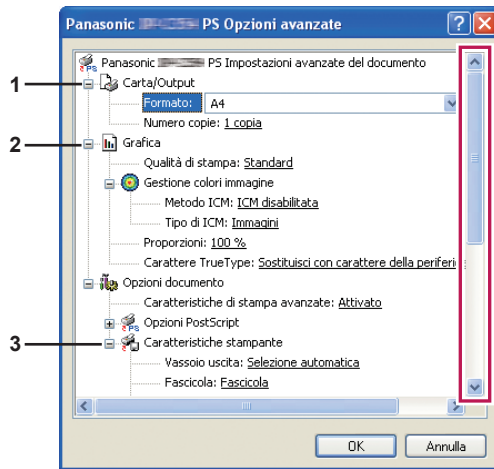 Panasonic PS Opzioni avanzate
Panasonic PS Impostazioni avanzate del documento
1
Carta/Output
Formato: A4
Numero copie: 1 copia
2
Grafica
Qualità di stampa: Standard
Gestione colori immagine
Metodo ICM: ICM disabilitata
Tipo di ICM: Immagini
Proporzioni: 100 %
Carattere TrueType: Sostituisci con carattere della periferic
Opzioni documento
Caratteristiche di stampa avanzate: Attivato
Opzioni PostScript
3
Caratteristiche stampante
Vassoio uscita: Selezione automatica
Fascicola: Fascicola
OK
Annulla